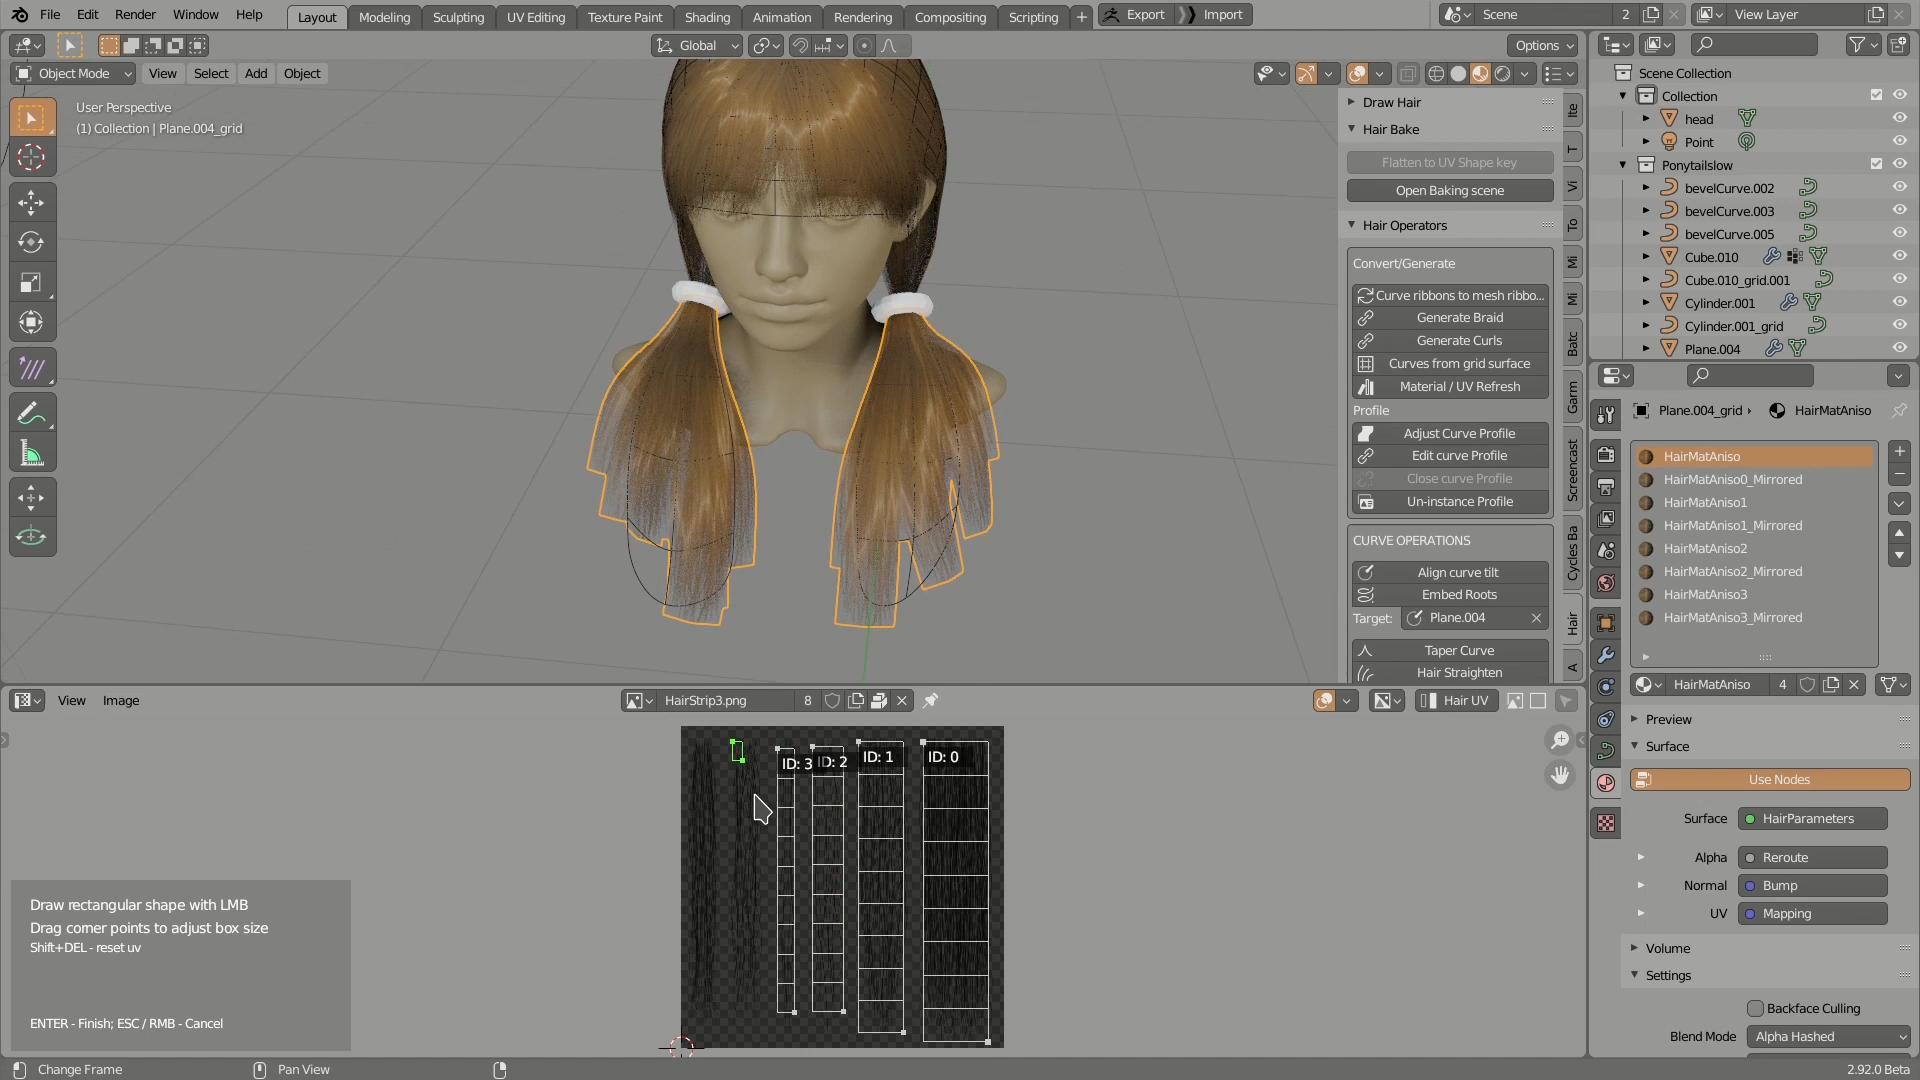 File Edit Render Window Help Layout Modeling Sculpting UV Editing Texture Paint Shading Animation Rendering Compositing Scripting + Export Import Scene 2 View Layer
Global Options
Object Mode View Select Add Object
User Perspective
(1) Collection | Plane.004_grid
Draw Hair
Hair Bake
Flatten to UV Shape key
Open Baking scene
Hair Operators
Convert/Generate
Curve ribbons to mesh ribbo...
Generate Braid
Generate Curls
Curves from grid surface
Material / UV Refresh
Profile
Adjust Curve Profile
Edit curve Profile
Close curve Profile
Un-instance Profile
CURVE OPERATIONS
Align curve tilt
Embed Roots
Target: Plane.004
Taper Curve
Hair Straighten
Ite
T
Vi
To
Mi
Mi
Batc
Garm
Screencast
Cycles Ba
Hair
A
Scene Collection
Collection
head
Point
Ponytailslow
bevelCurve.002
bevelCurve.003
bevelCurve.005
Cube.010
Cube.010_grid.001
Cylinder.001
Cylinder.001_grid
Plane.004
Plane.004_grid HairMatAniso
HairMatAniso
HairMatAniso0_Mirrored
HairMatAniso1
HairMatAniso1_Mirrored
HairMatAniso2
HairMatAniso2_Mirrored
HairMatAniso3
HairMatAniso3_Mirrored
HairMatAniso 4
Preview
Surface
Use Nodes
Surface HairParameters
Alpha Reroute
Normal Bump
UV Mapping
Volume
Settings
Backface Culling
Blend Mode Alpha Hashed
View Image HairStrip3.png 8 Hair UV
ID: 3 ID: 2 ID: 1 ID: 0
Draw rectangular shape with LMB
Drag corner points to adjust box size
Shift+DEL - reset uv
ENTER - Finish; ESC / RMB - Cancel
Change Frame Pan View 2.92.0 Beta